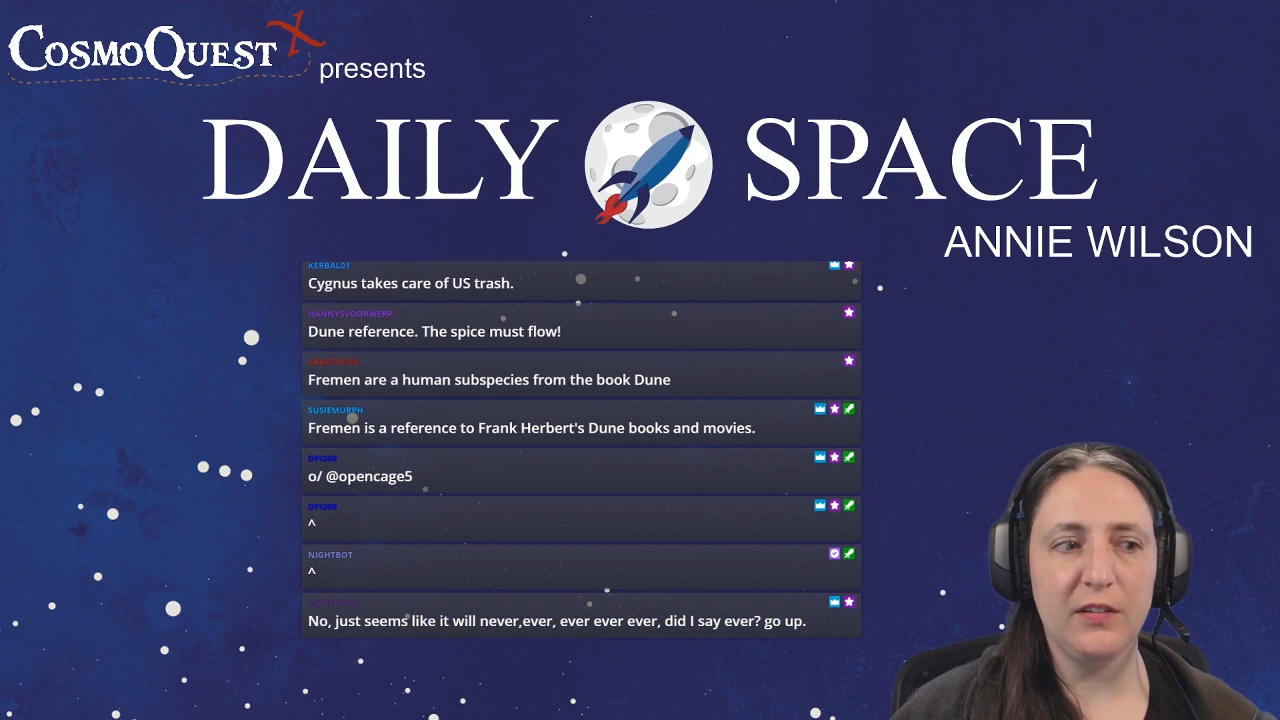 COSMOQUEST X
presents
DAILY SPACE
ANNIE WILSON
KERBAL01
Cygnus takes care of US trash.
HANNYSVOORWERP
Dune reference. The spice must flow!
ARKATUFUS
Fremen are a human subspecies from the book Dune
SUSIEMURPH
Fremen is a reference to Frank Herbert's Dune books and movies.
DPI209
o/ @opencage5
DPI209
^
NIGHTBOT
^
No, just seems like it will never,ever, ever ever ever, did I say ever? go up.